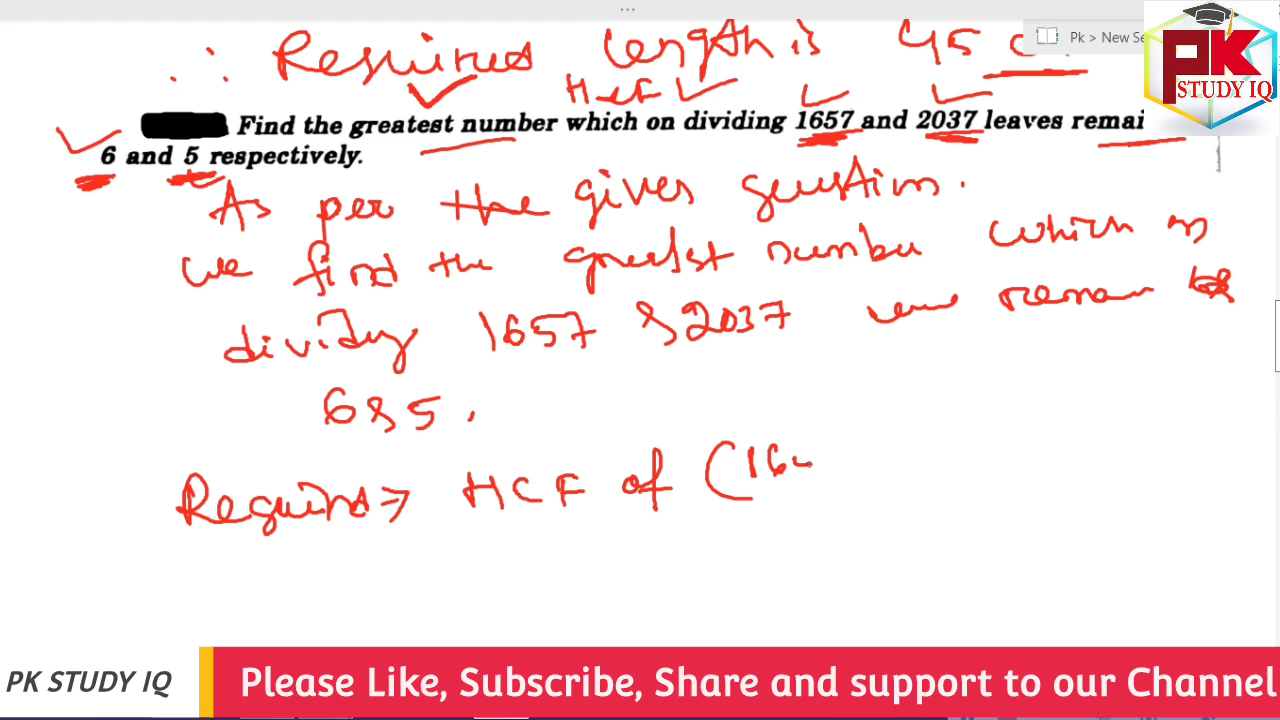 ∴ Required length is 45 c
Pk > New Se
PK
STUDY IQ
HCF
Find the greatest number which on dividing 1657 and 2037 leaves remai
6 and 5 respectively.
As per the given question.
we find the greatest number which on
dividing 1657 & 2037
6 & 5.
Required ⇒ HCF of (16
PK STUDY IQ
Please Like, Subscribe, Share and support to our Channel